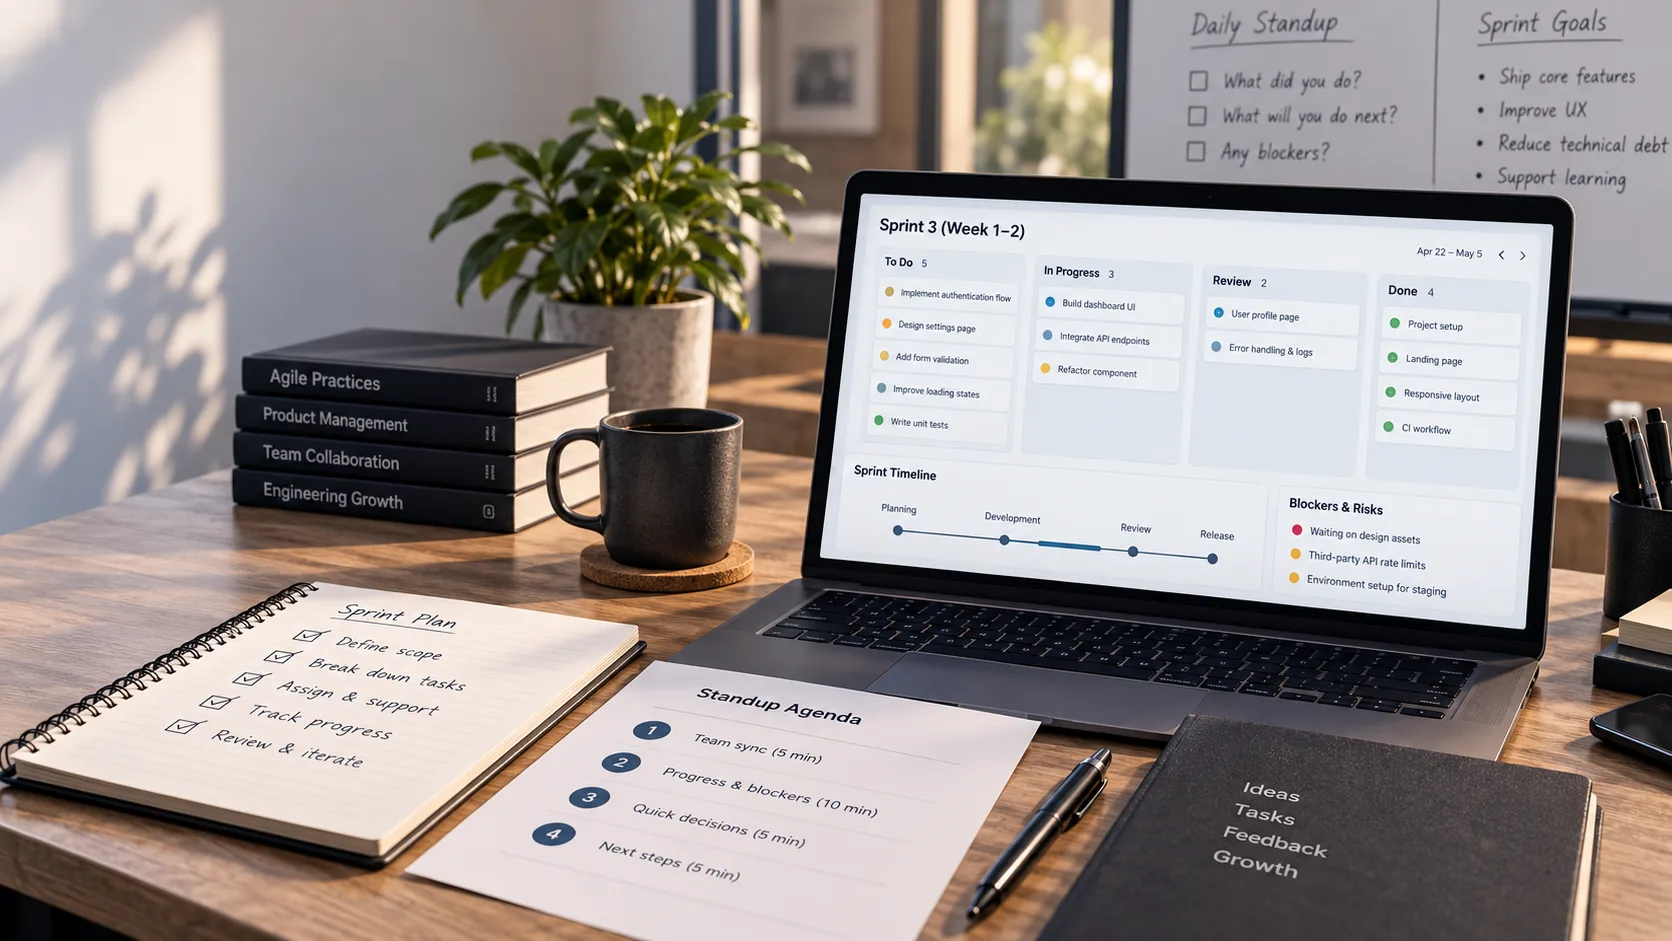 Daily Standup
What did you do?
What will you do next?
Any blockers?
Sprint Goals
• Ship core features
• Improve UX
• Reduce technical debt
• Support learning
Sprint 3 (Week 1–2)
Apr 22 – May 5
To Do 5
Implement authentication flow
Design settings page
Add form validation
Improve loading states
Write unit tests
In Progress 3
Build dashboard UI
Integrate API endpoints
Refactor component
Review 2
User profile page
Error handling & logs
Done 4
Project setup
Landing page
Responsive layout
CI workflow
Sprint Timeline
Planning
Development
Review
Release
Blockers & Risks
Waiting on design assets
Third-party API rate limits
Environment setup for staging
Agile Practices
Product Management
Team Collaboration
Engineering Growth
Sprint Plan
Define scope
Break down tasks
Assign & support
Track progress
Review & iterate
Standup Agenda
1 Team sync (5 min)
2 Progress & blockers (10 min)
3 Quick decisions (5 min)
4 Next steps (5 min)
Ideas
Tasks
Feedback
Growth